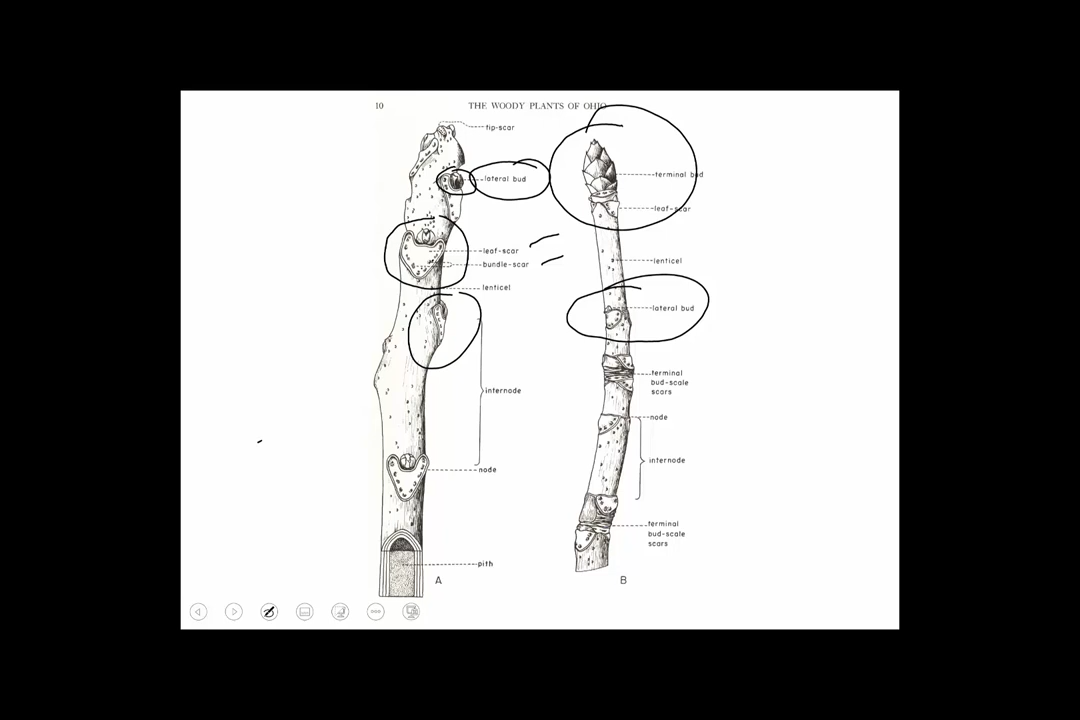 10 THE WOODY PLANTS OF OHIO
tip-scar
lateral bud
leaf-scar
bundle-scar
lenticel
internode
node
pith
A
terminal bud
leaf-scar
lenticel
lateral bud
terminal
bud-scale
scars
node
internode
terminal
bud-scale
scars
B